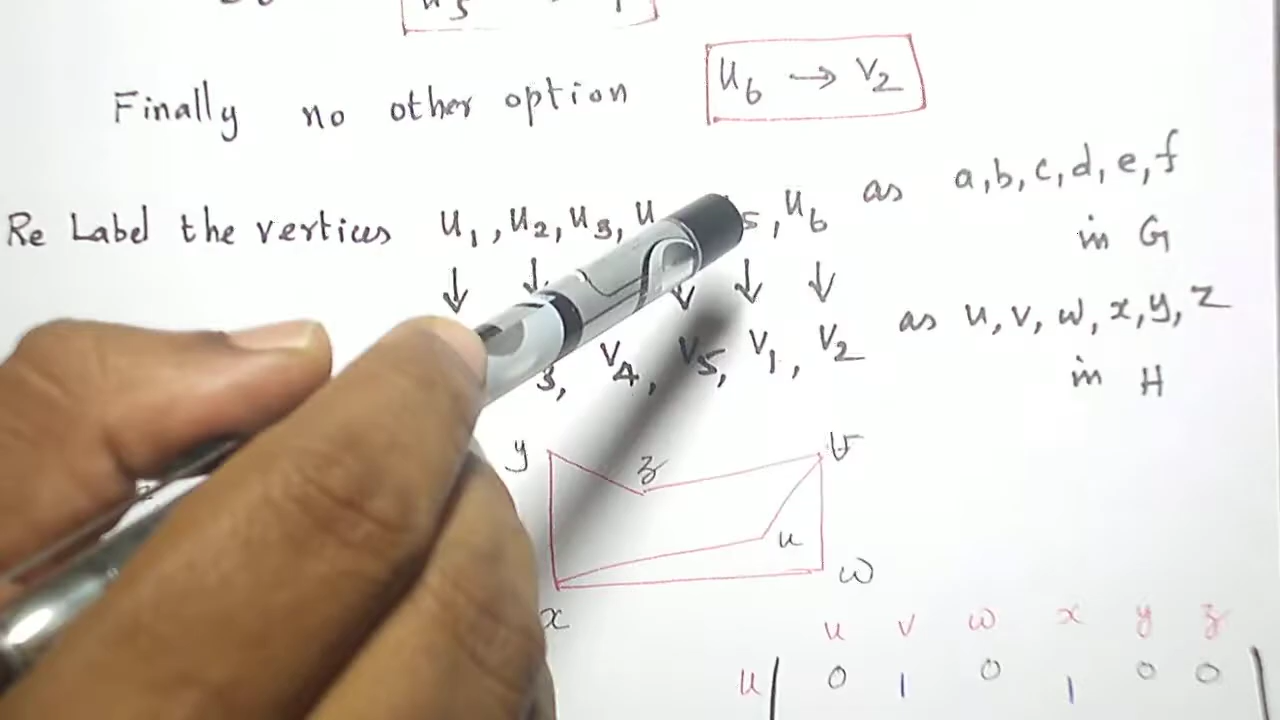 Finally no other option u6 → v2
Re Label the vertices u1, u2, u3, u 5, u6 as a, b, c, d, e, f
in G
↓ ↓ ↓ ↓ ↓
3, v4, v5, v1, v2 as u, v, w, x, y, z
in H
y z v
u
x w
u v w x y z
u 0 1 0 1 0 0